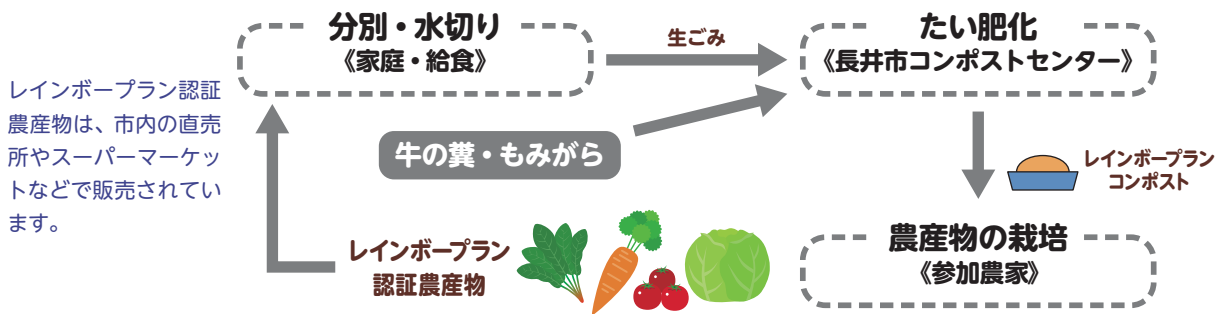 分別・水切り
《家庭・給食》
生ごみ
たい肥化
《長井市コンポストセンター》
レインボープラン認証
農産物は、市内の直売
所やスーパーマーケッ
トなどで販売されてい
ます。
牛の糞・もみがら
レインボープラン
コンポスト
農産物の栽培
《参加農家》
レインボープラン
認証農産物